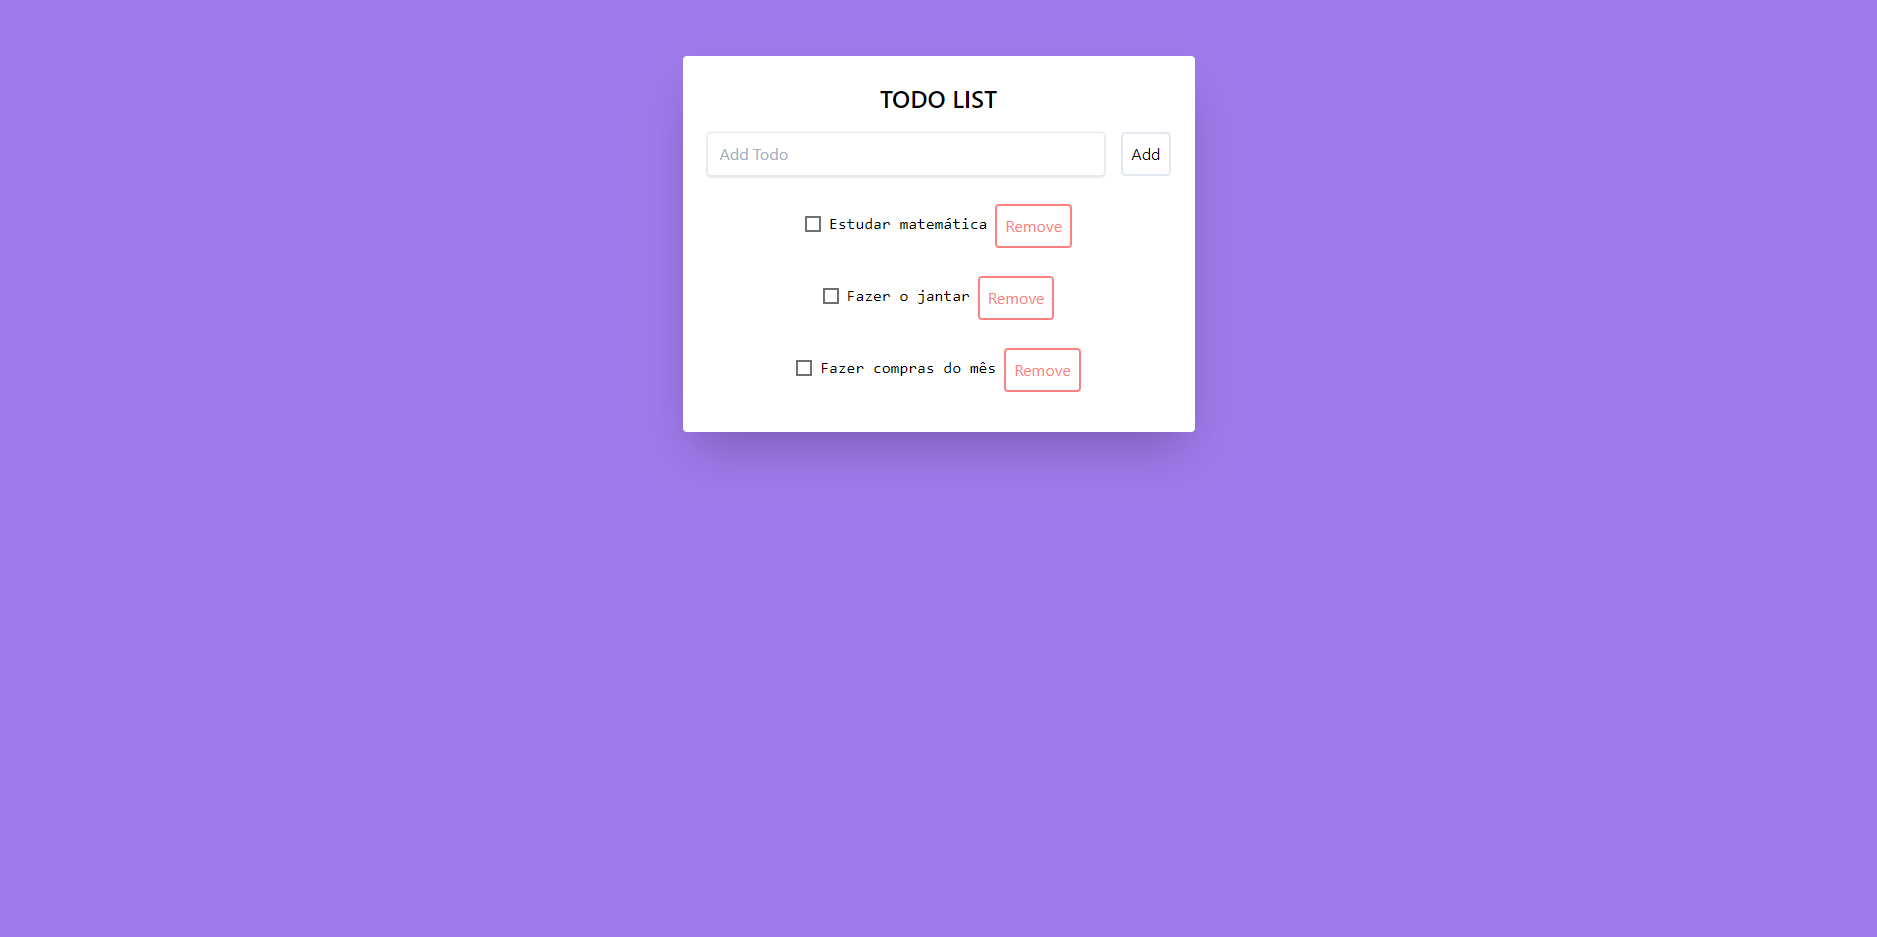 TODO LIST
Add Todo Add
Estudar matemática Remove
Fazer o jantar Remove
Fazer compras do mês Remove